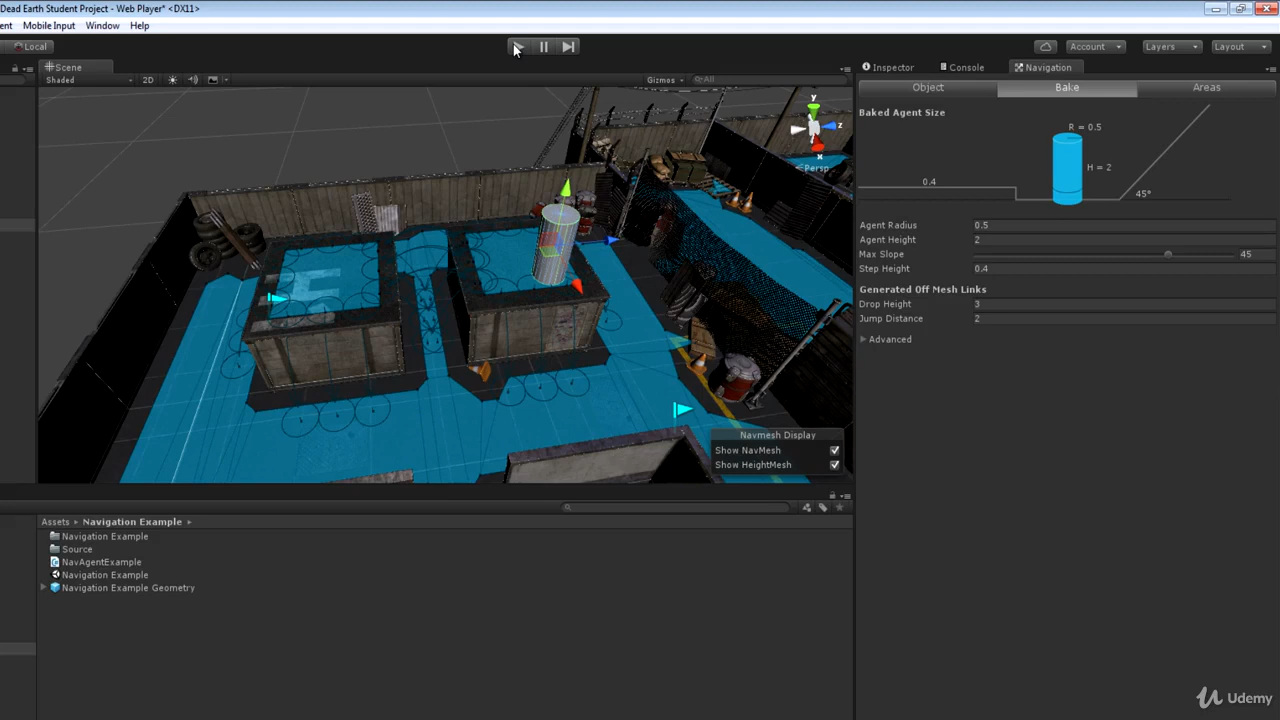 Dead Earth Student Project - Web Player* <DX11>
ent Mobile Input Window Help
Local Account Layers Layout
Scene Inspector Console Navigation
Shaded 2D Gizmos All
Object Bake Areas
Baked Agent Size
R = 0.5
H = 2
0.4
45°
y
z
x
Persp
Agent Radius 0.5
Agent Height 2
Max Slope 45
Step Height 0.4
Generated Off Mesh Links
Drop Height 3
Jump Distance 2
Advanced
Navmesh Display
Show NavMesh
Show HeightMesh
Assets Navigation Example
Navigation Example
Source
NavAgentExample
Navigation Example
Navigation Example Geometry
Udemy